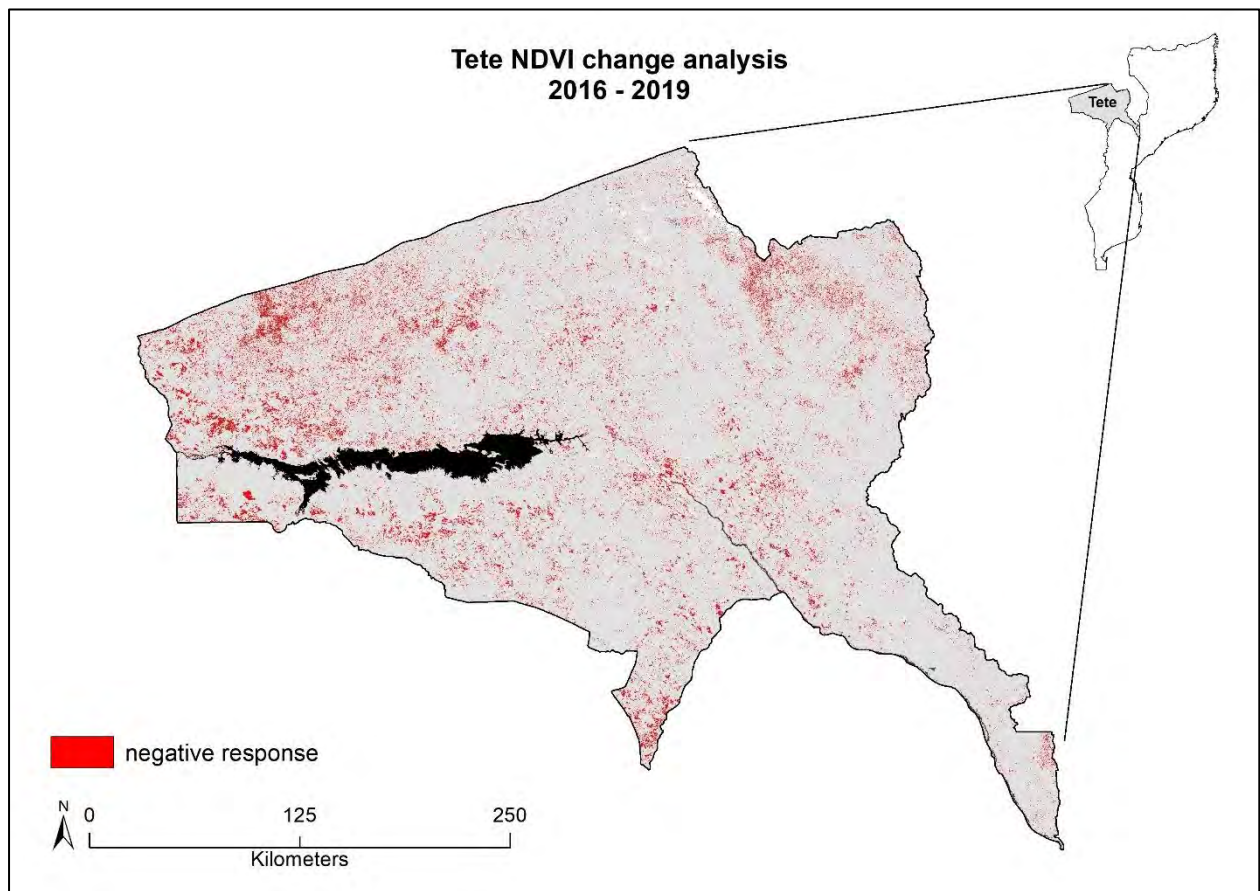 Tete NDVI change analysis
2016 - 2019
Tete
negative response
N
0 125 250
Kilometers